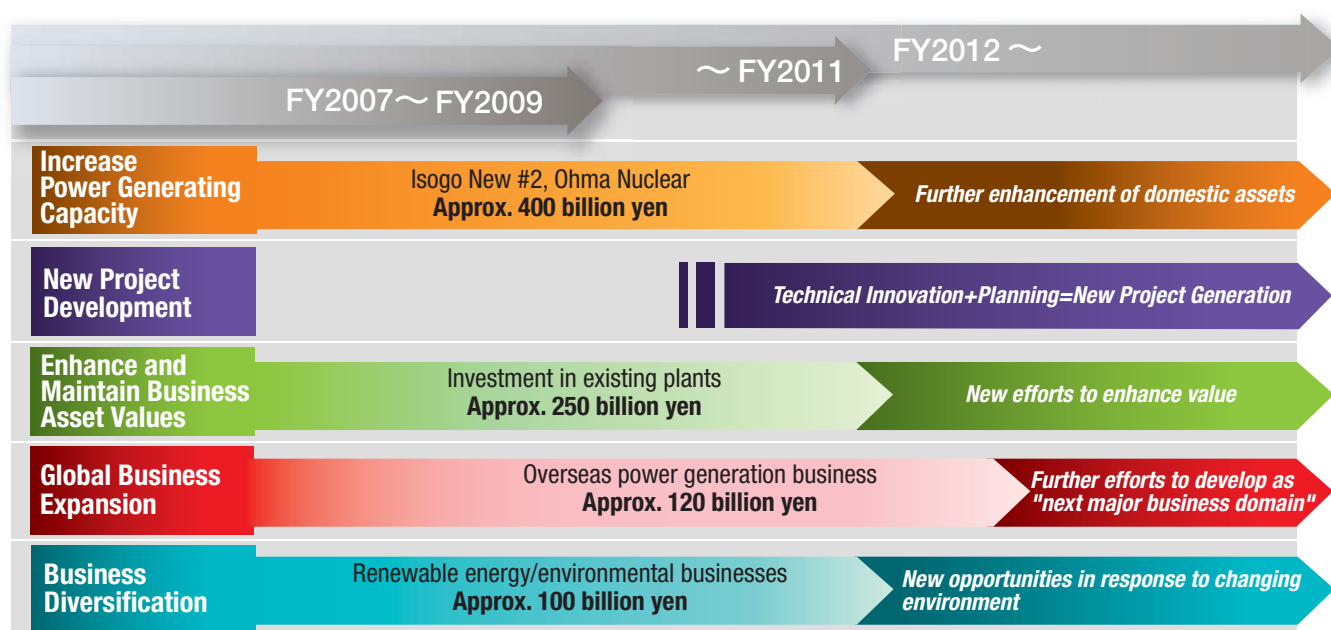 FY2007～FY2009
～FY2011
FY2012～
Increase
Power Generating
Capacity
Isogo New #2, Ohma Nuclear
Approx. 400 billion yen
Further enhancement of domestic assets
New Project
Development
Technical Innovation+Planning=New Project Generation
Enhance and
Maintain Business
Asset Values
Investment in existing plants
Approx. 250 billion yen
New efforts to enhance value
Global Business
Expansion
Overseas power generation business
Approx. 120 billion yen
Further efforts to develop as
"next major business domain"
Business
Diversification
Renewable energy/environmental businesses
Approx. 100 billion yen
New opportunities in response to changing
environment